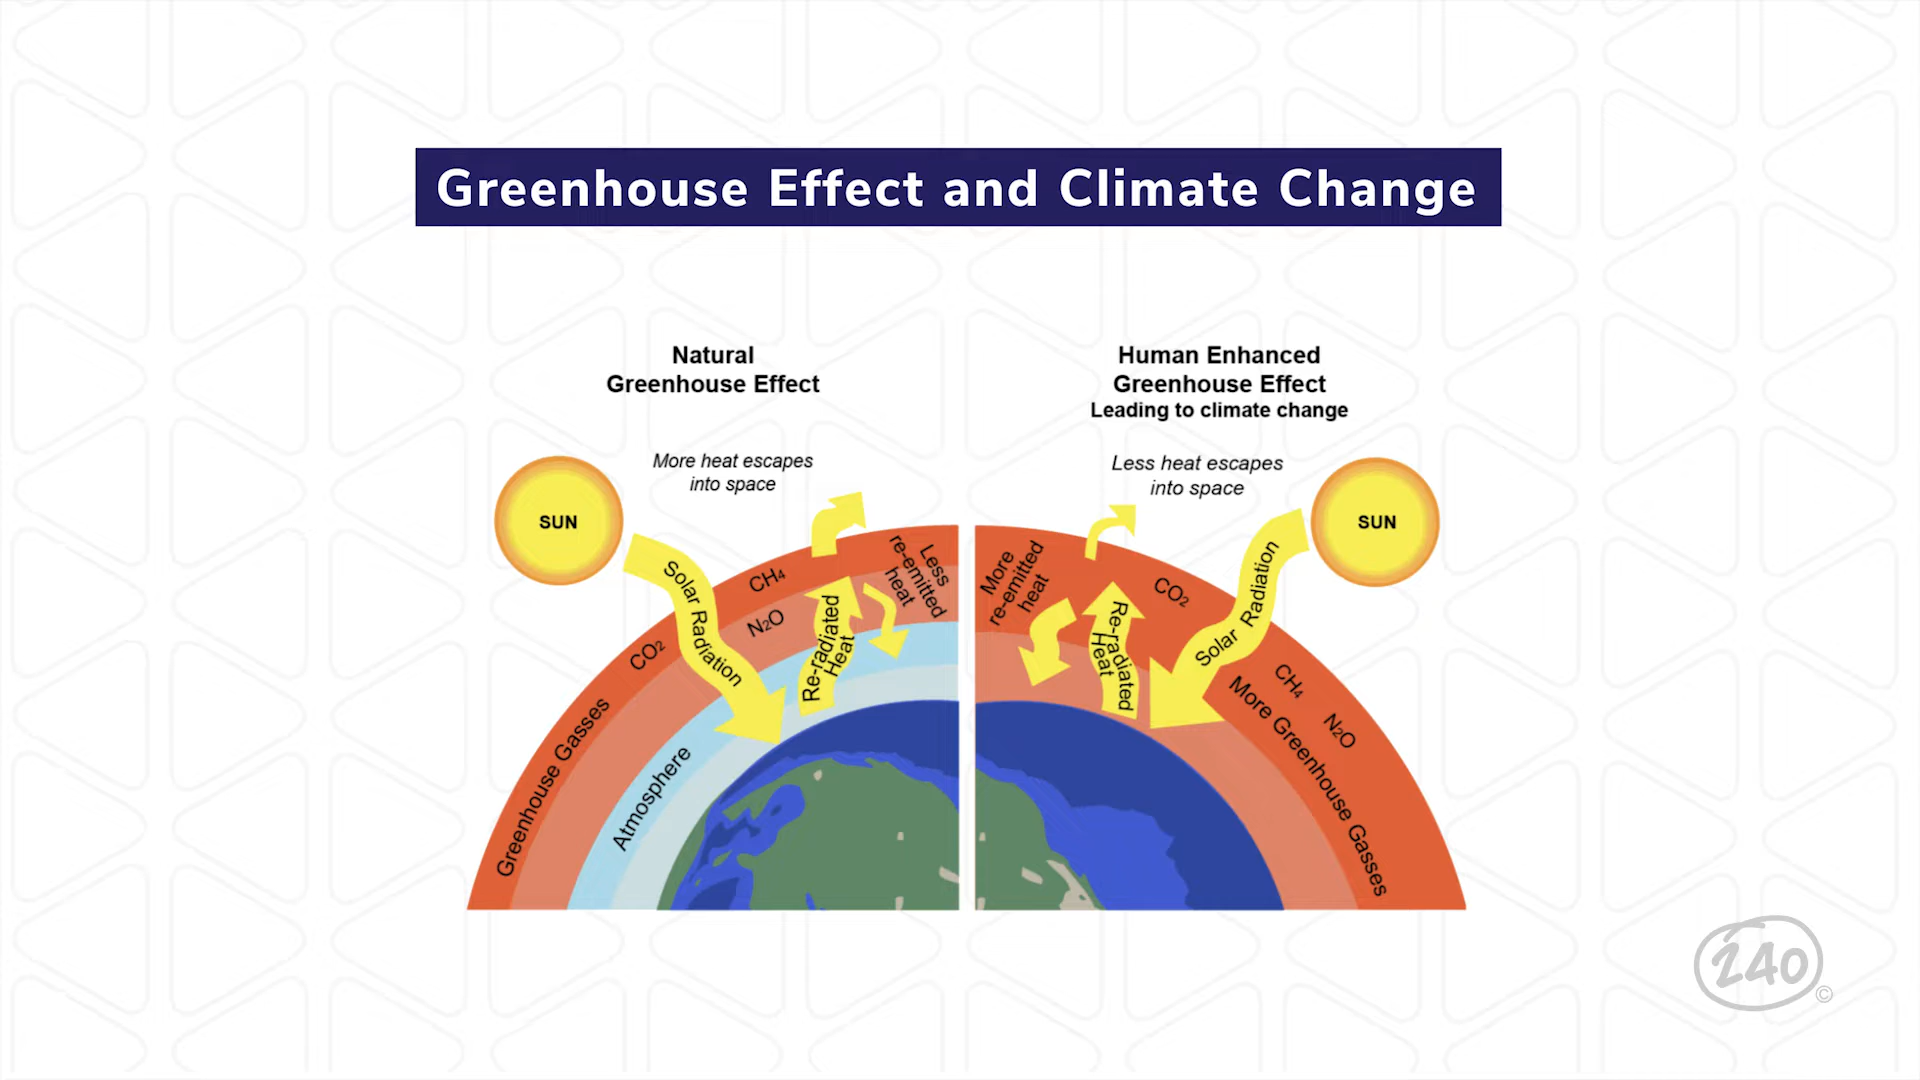 Greenhouse Effect and Climate Change
Natural
Greenhouse Effect
More heat escapes
into space
SUN
Solar Radiation
CH₄
N₂O
CO₂
Re-radiated
Heat
Less
re-emitted
heat
Greenhouse Gasses
Atmosphere
Human Enhanced
Greenhouse Effect
Leading to climate change
Less heat escapes
into space
SUN
Solar Radiation
More
re-emitted
heat
Re-radiated
Heat
CO₂
CH₄
N₂O
More Greenhouse Gasses
240
©